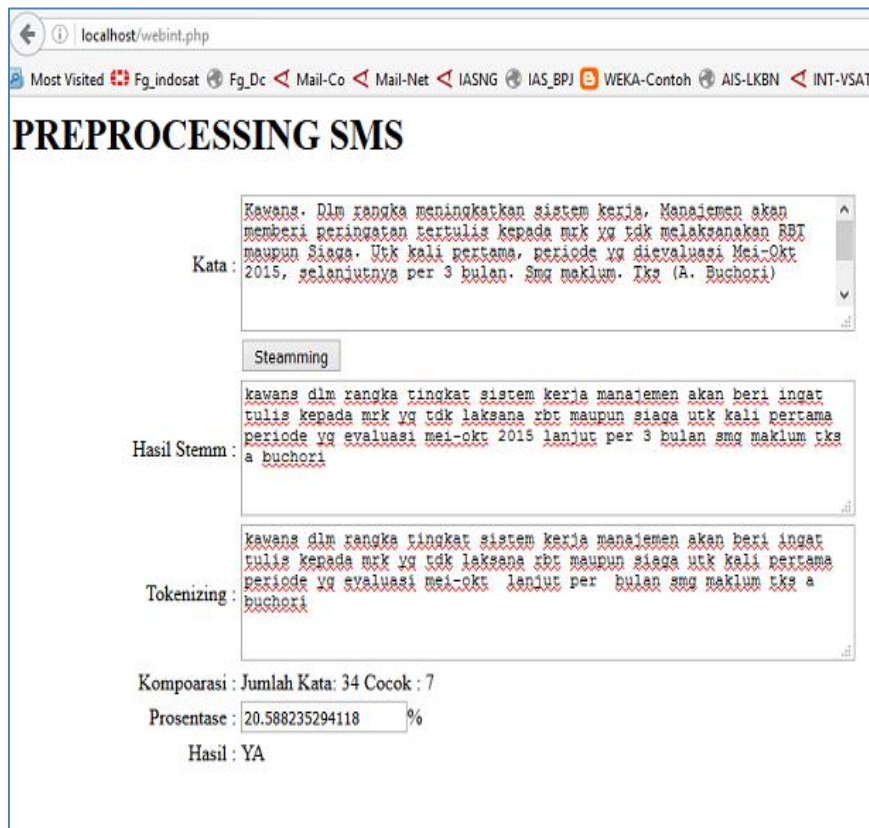 localhost/webint.php
Most Visited Fg_indosat Fg_Dc Mail-Co Mail-Net IASNG IAS_BPJ WEKA-Contoh AIS-LKBN INT-VSAT
PREPROCESSING SMS
Kata :
Kawans. Dlm rangka meningkatkan sistem kerja, Manajemen akan
memberi peringatan tertulis kepada mrk yg tdk melaksanakan RBT
maupun Siaga. Utk kali pertama, periode yg dievaluasi Mei-Okt
2015, selanjutnya per 3 bulan. Smg maklum. Tks (A. Buchori)
Steamming
Hasil Stemm :
kawans dlm rangka tingkat sistem kerja manajemen akan beri ingat
tulis kepada mrk yg tdk laksana rbt maupun siaga utk kali pertama
periode yg evaluasi mei-okt 2015 lanjut per 3 bulan smg maklum tks
a buchori
Tokenizing :
kawans dlm rangka tingkat sistem kerja manajemen akan beri ingat
tulis kepada mrk yg tdk laksana rbt maupun siaga utk kali pertama
periode yg evaluasi mei-okt lanjut per bulan smg maklum tks a
buchori
Kompoarasi : Jumlah Kata: 34 Cocok : 7
Prosentase : 20.588235294118 %
Hasil : YA